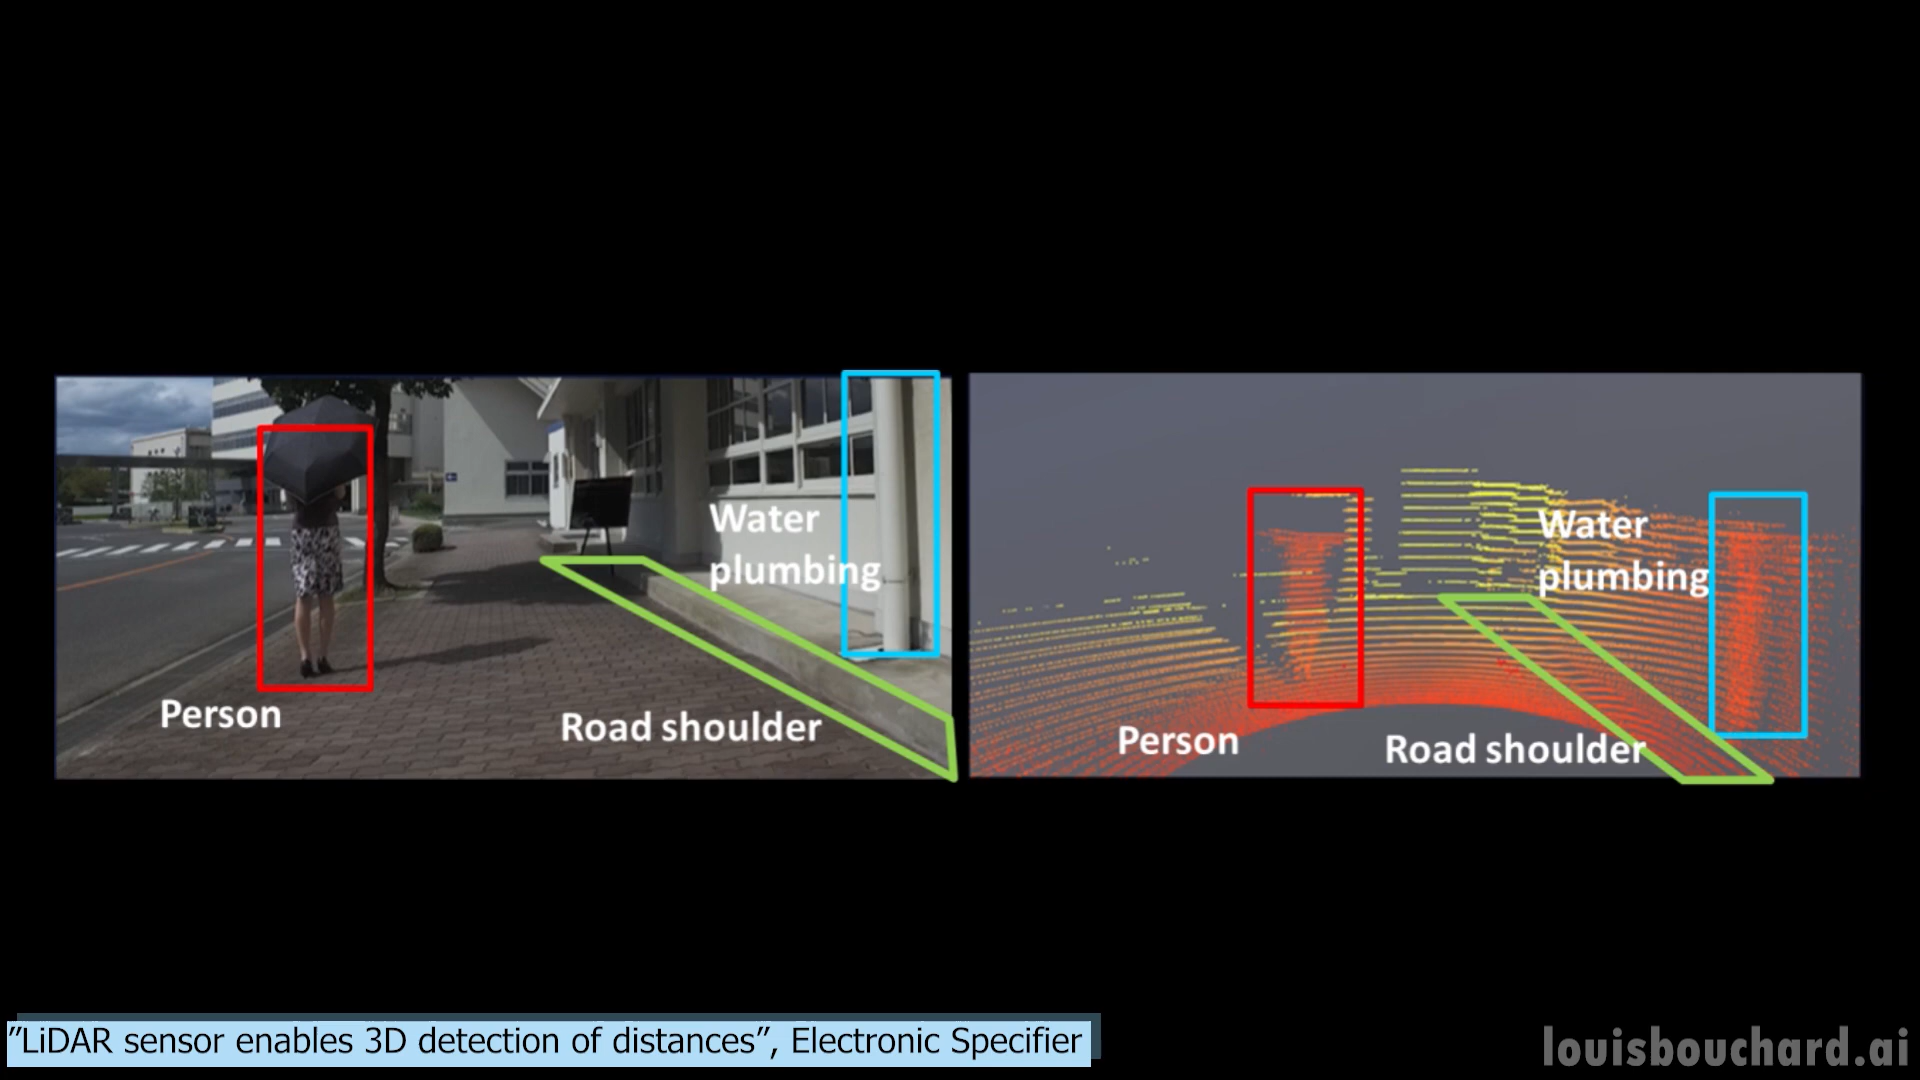 Water
plumbing
Person
Road shoulder
Water
plumbing
Person
Road shoulder
”LiDAR sensor enables 3D detection of distances”, Electronic Specifier
louisbouchard.ai